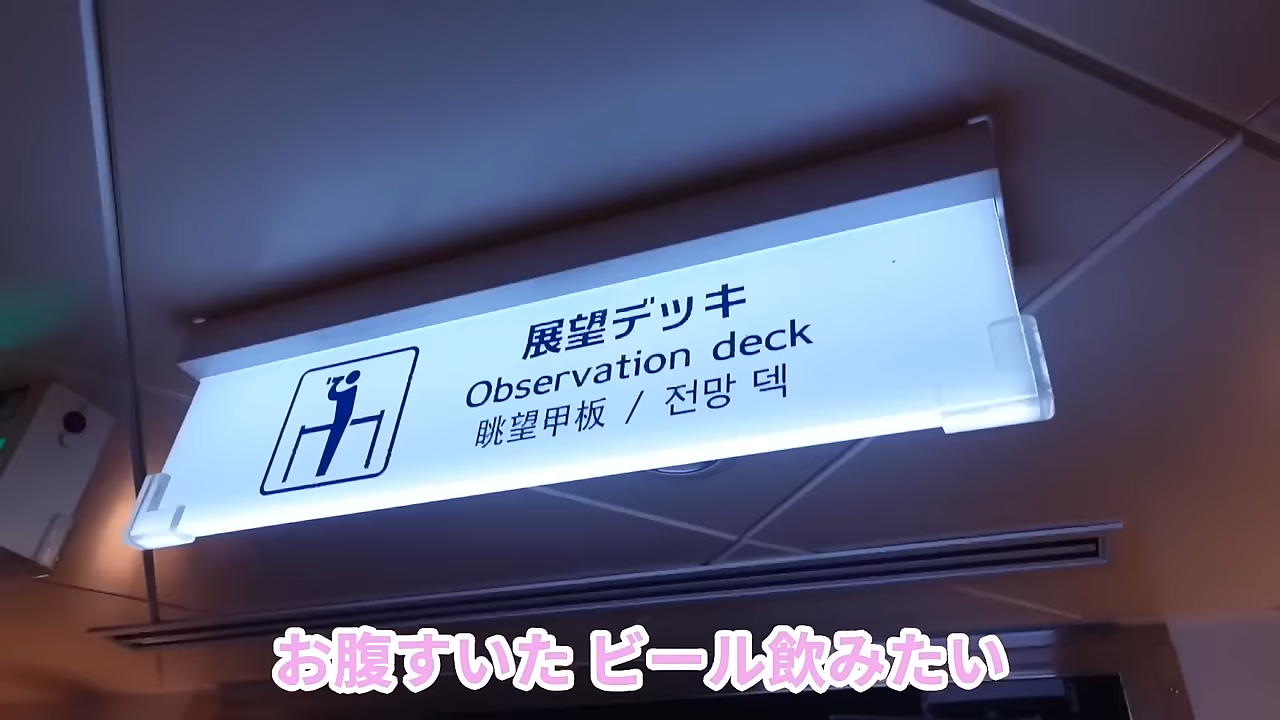 展望デッキ
Observation deck
眺望甲板 / 전망 덱
お腹すいた ビール飲みたい